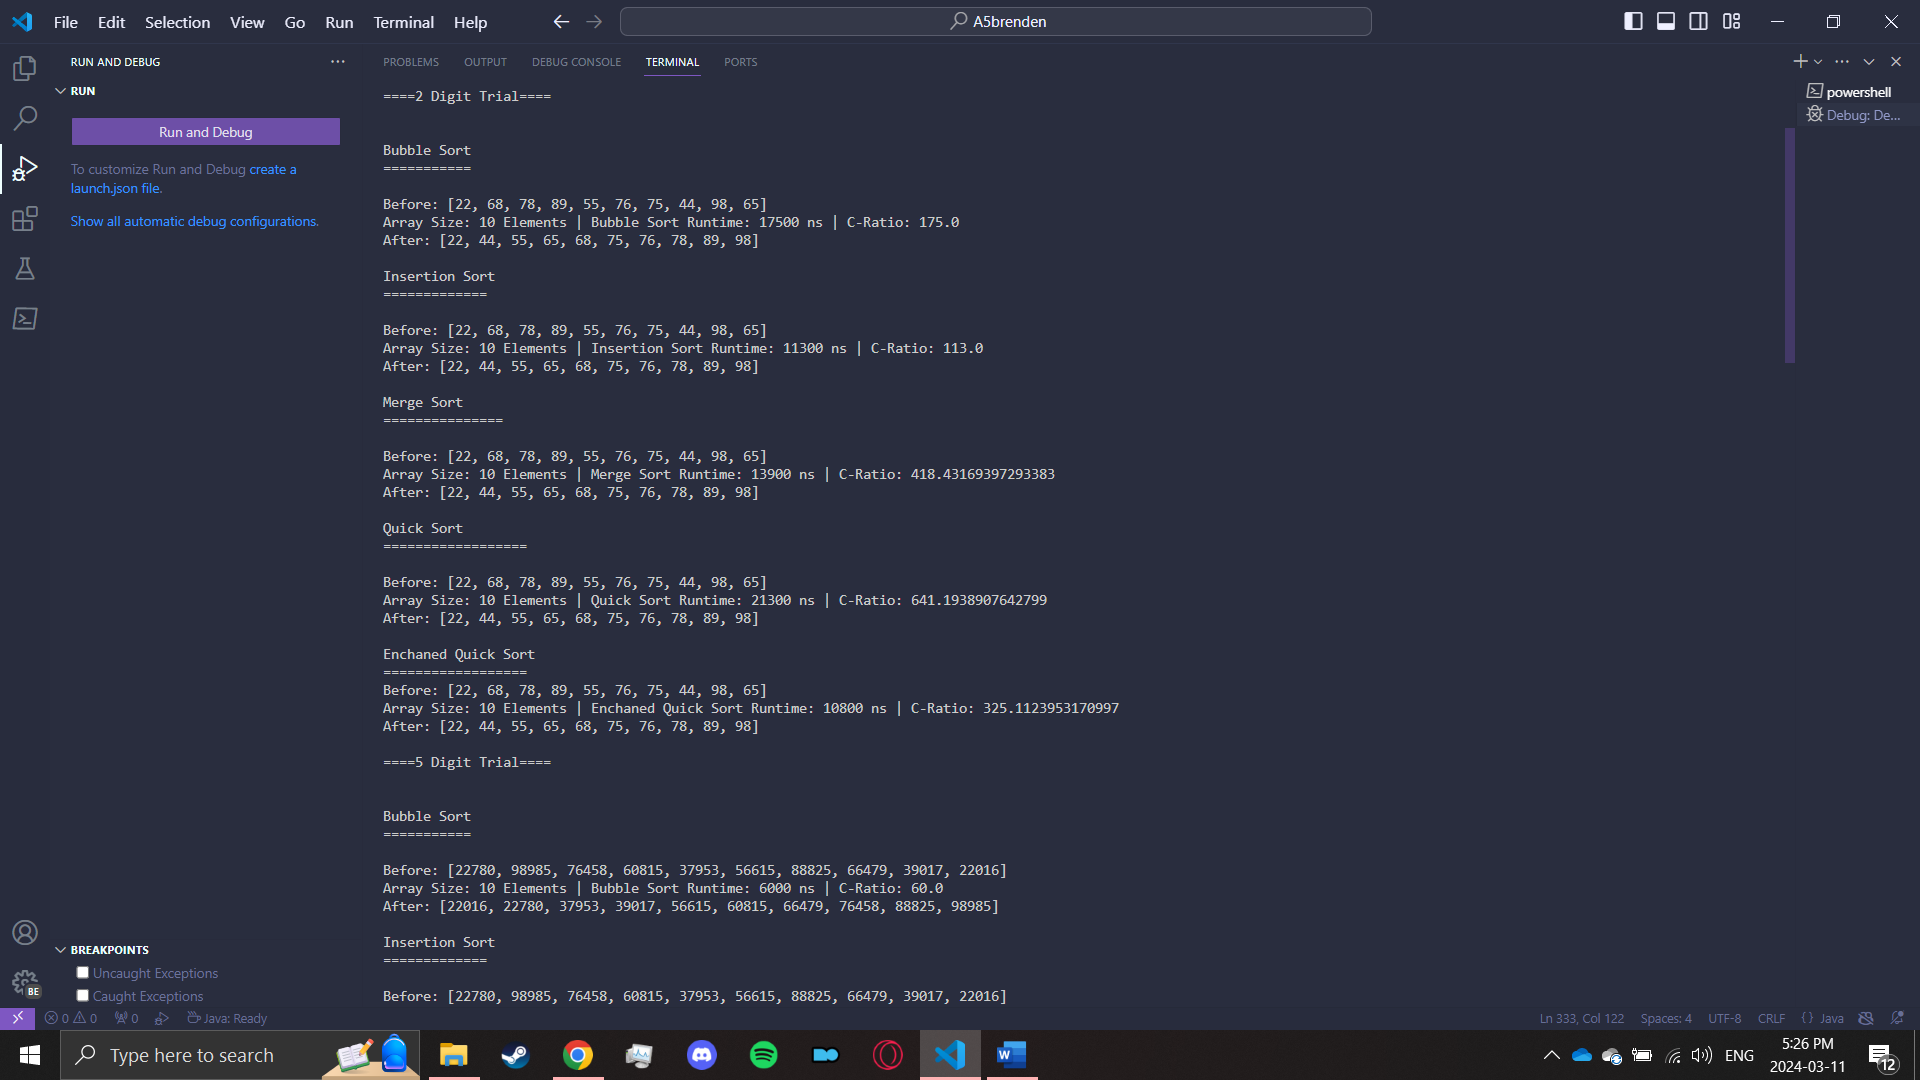 File Edit Selection View Go Run Terminal Help
A5brenden
RUN AND DEBUG
RUN
Run and Debug
To customize Run and Debug create a
launch.json file.
Show all automatic debug configurations.
BREAKPOINTS
Uncaught Exceptions
Caught Exceptions
PROBLEMS OUTPUT DEBUG CONSOLE TERMINAL PORTS
powershell
Debug: De...
====2 Digit Trial====
Bubble Sort
===========
Before: [22, 68, 78, 89, 55, 76, 75, 44, 98, 65]
Array Size: 10 Elements | Bubble Sort Runtime: 17500 ns | C-Ratio: 175.0
After: [22, 44, 55, 65, 68, 75, 76, 78, 89, 98]
Insertion Sort
=============
Before: [22, 68, 78, 89, 55, 76, 75, 44, 98, 65]
Array Size: 10 Elements | Insertion Sort Runtime: 11300 ns | C-Ratio: 113.0
After: [22, 44, 55, 65, 68, 75, 76, 78, 89, 98]
Merge Sort
===============
Before: [22, 68, 78, 89, 55, 76, 75, 44, 98, 65]
Array Size: 10 Elements | Merge Sort Runtime: 13900 ns | C-Ratio: 418.43169397293383
After: [22, 44, 55, 65, 68, 75, 76, 78, 89, 98]
Quick Sort
==================
Before: [22, 68, 78, 89, 55, 76, 75, 44, 98, 65]
Array Size: 10 Elements | Quick Sort Runtime: 21300 ns | C-Ratio: 641.1938907642799
After: [22, 44, 55, 65, 68, 75, 76, 78, 89, 98]
Enchaned Quick Sort
==================
Before: [22, 68, 78, 89, 55, 76, 75, 44, 98, 65]
Array Size: 10 Elements | Enchaned Quick Sort Runtime: 10800 ns | C-Ratio: 325.1123953170997
After: [22, 44, 55, 65, 68, 75, 76, 78, 89, 98]
====5 Digit Trial====
Bubble Sort
===========
Before: [22780, 98985, 76458, 60815, 37953, 56615, 88825, 66479, 39017, 22016]
Array Size: 10 Elements | Bubble Sort Runtime: 6000 ns | C-Ratio: 60.0
After: [22016, 22780, 37953, 39017, 56615, 60815, 66479, 76458, 88825, 98985]
Insertion Sort
=============
Before: [22780, 98985, 76458, 60815, 37953, 56615, 88825, 66479, 39017, 22016]
BE
0 0 0 Java: Ready
Ln 333, Col 122 Spaces: 4 UTF-8 CRLF {} Java
Type here to search
ENG
5:26 PM
2024-03-11
12